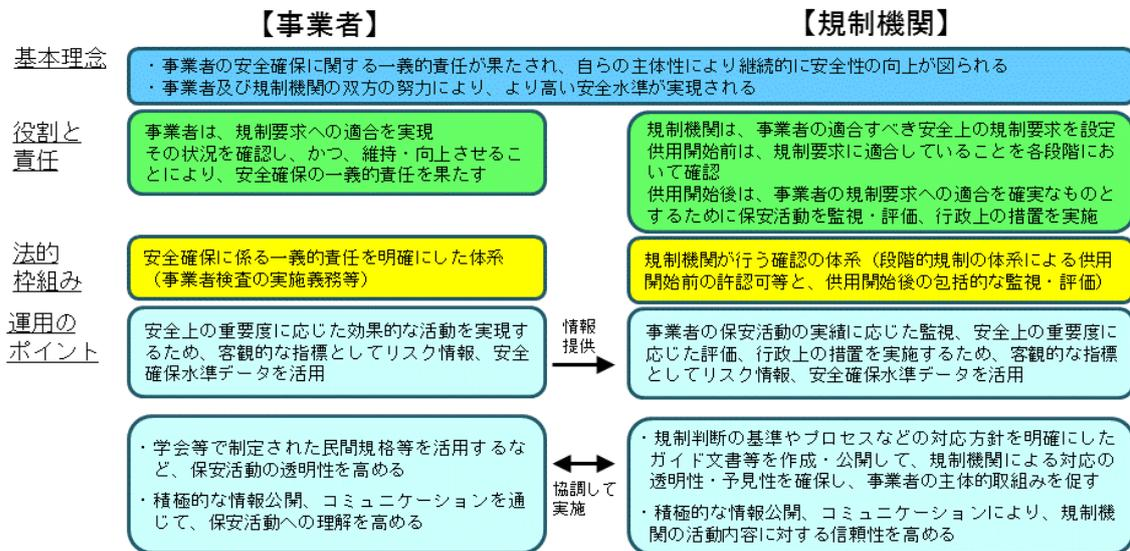 【事業者】
【規制機関】
基本理念
・事業者の安全確保に関する一義的責任が果たされ、自らの主体性により継続的に安全性の向上が図られる
・事業者及び規制機関の双方の努力により、より高い安全水準が実現される
役割と
責任
事業者は、規制要求への適合を実現
その状況を確認し、かつ、維持・向上させるこ
とにより、安全確保の一義的責任を果たす
規制機関は、事業者の適合すべき安全上の規制要求を設定
供用開始前は、規制要求に適合していることを各段階にお
いて確認
供用開始後は、事業者の規制要求への適合を確実なものと
するために保安活動を監視・評価、行政上の措置を実施
法的
枠組み
安全確保に係る一義的責任を明確にした体系
（事業者検査の実施義務等）
規制機関が行う確認の体系（段階的規制の体系による供用
開始前の許認可等と、供用開始後の包括的な監視・評価）
運用の
ポイント
安全上の重要度に応じた効果的な活動を実現す
るため、客観的な指標としてリスク情報、安全
確保水準データを活用
情報
提供
事業者の保安活動の実績に応じた監視、安全上の重要度に
応じた評価、行政上の措置を実施するため、客観的な指標
としてリスク情報、安全確保水準データを活用
・学会等で制定された民間規格等を活用するな
ど、保安活動の透明性を高める
・積極的な情報公開、コミュニケーションを通
じて、保安活動への理解を高める
協調して
実施
・規制判断の基準やプロセスなどの対応方針を明確にした
ガイド文書等を作成・公開して、規制機関による対応の
透明性・予見性を確保し、事業者の主体的取組みを促す
・積極的な情報公開、コミュニケーションにより、規制機
関の活動内容に対する信頼性を高める